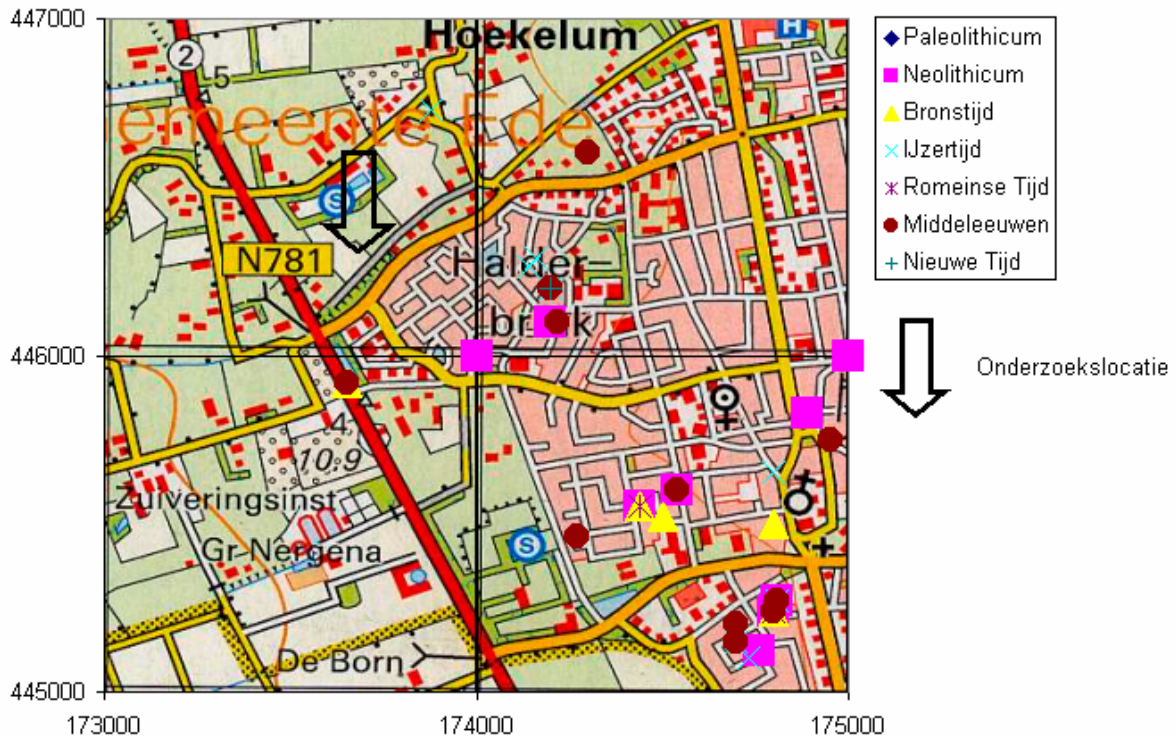 447000
Hoekelum
H
2
5
emeente Ede
S
N781
Halder-
broek
446000
4
10.9
Zuiveringsinst
Gr Nergena
S
De Born
445000
173000
174000
175000
Paleolithicum
Neolithicum
Bronstijd
IJzertijd
Romeinse Tijd
Middeleeuwen
Nieuwe Tijd
Onderzoekslocatie